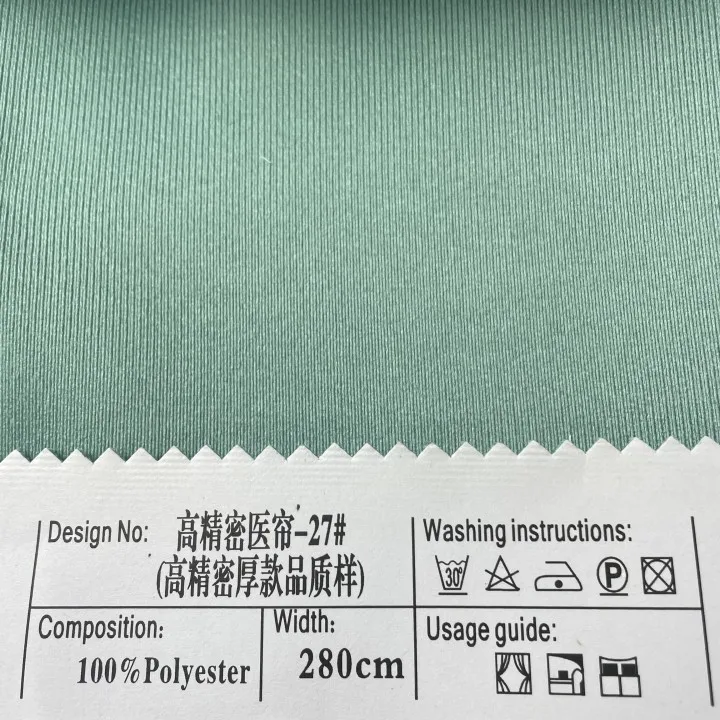 Design No: 高精密医帘-27#
(高精密厚款品质样)
Washing instructions:
30°
P
Composition:
100%Polyester
Width:
280cm
Usage guide: